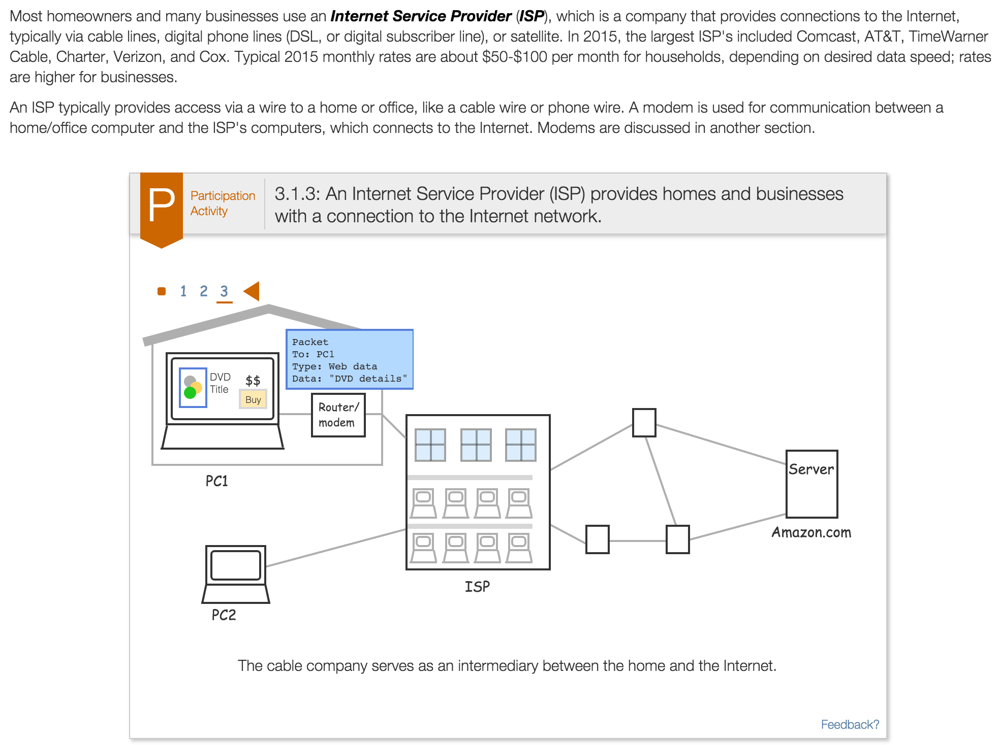 Most homeowners and many businesses use an Internet Service Provider (ISP), which is a company that provides connections to the Internet,
typically via cable lines, digital phone lines (DSL, or digital subscriber line), or satellite. In 2015, the largest ISP's included Comcast, AT&T, TimeWarner
Cable, Charter, Verizon, and Cox. Typical 2015 monthly rates are about $50-$100 per month for households, depending on desired data speed; rates
are higher for businesses.
An ISP typically provides access via a wire to a home or office, like a cable wire or phone wire. A modem is used for communication between a
home/office computer and the ISP's computers, which connects to the Internet. Modems are discussed in another section.
P
Participation
Activity
3.1.3: An Internet Service Provider (ISP) provides homes and businesses
with a connection to the Internet network.
1 2 3
Packet
To: PC1
Type: Web data
Data: "DVD details"
DVD
Title
$$
Buy
Router/
modem
PC1
Server
Amazon.com
ISP
PC2
The cable company serves as an intermediary between the home and the Internet.
Feedback?